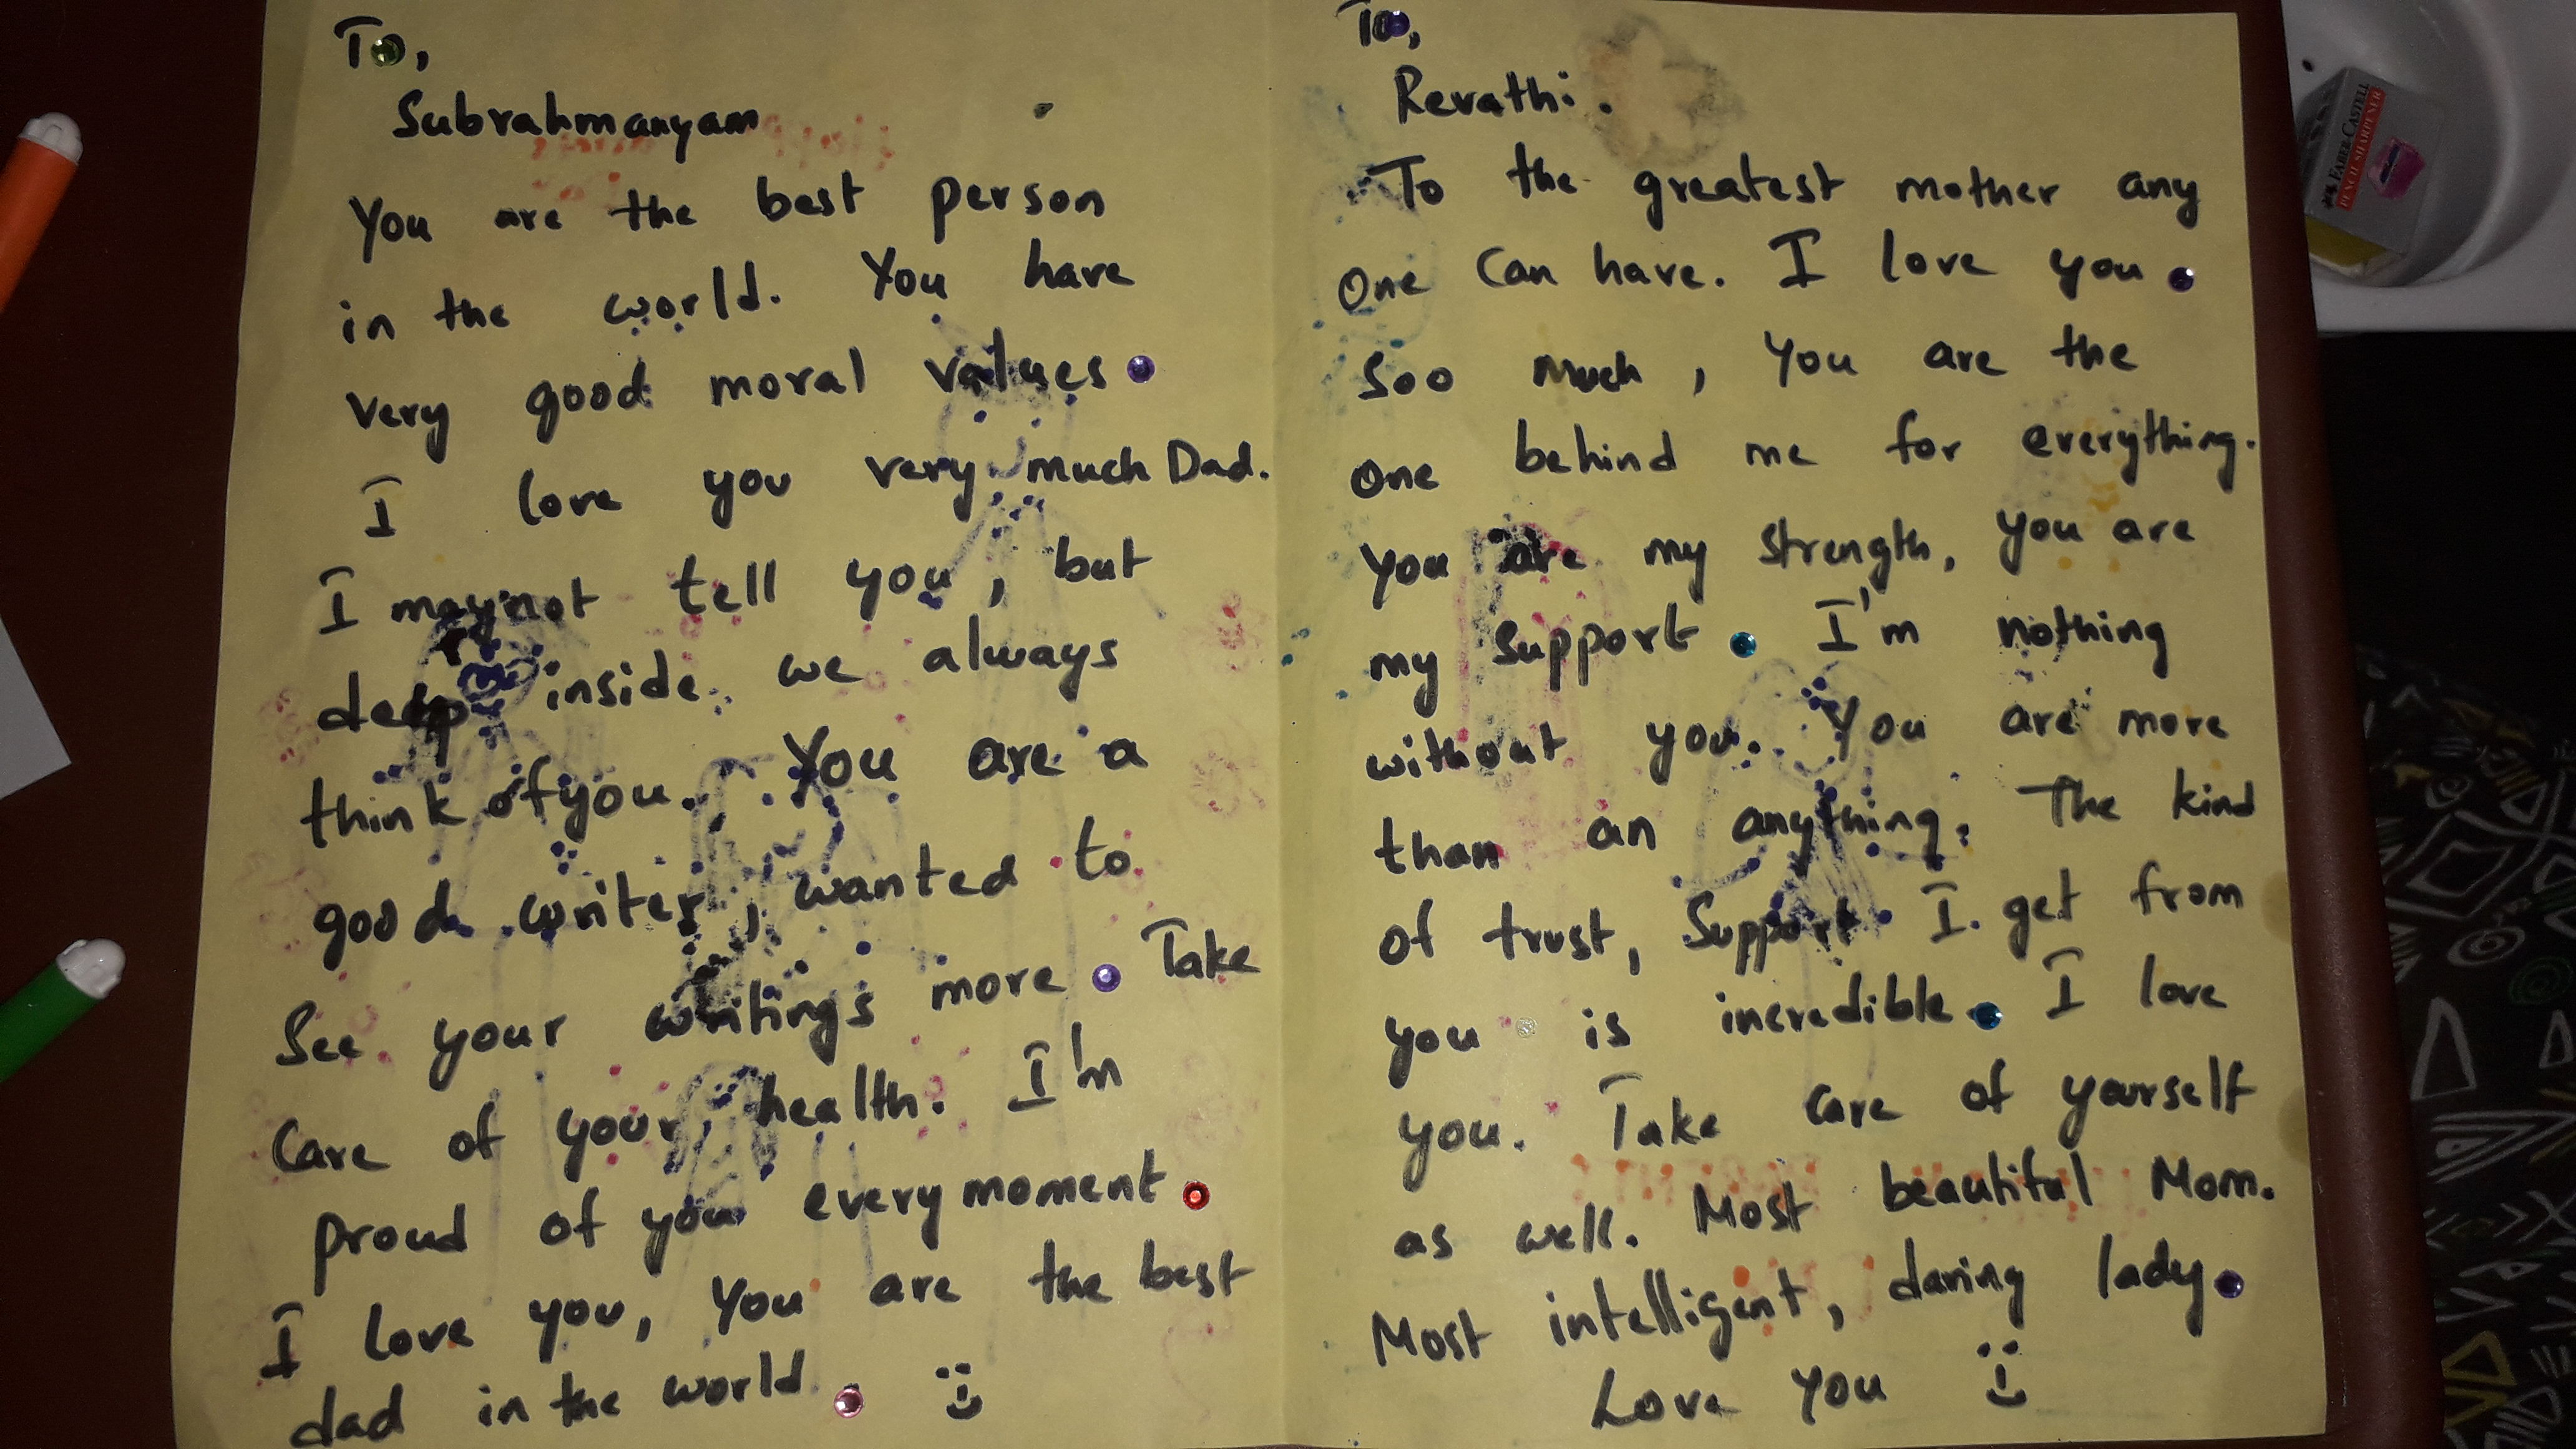 To,
Subrahmanyam
You are the best person
in the world. You have
very good moral values
I love you very much Dad.
I may not tell you, but
deep inside we always
think of you. You are a
good writer, wanted to
see your writings more Take
Care of your health. I'm
proud of you every moment
I love you, you are the best
dad in the world
To,
Revathi.
To the greatest mother any
One Can have. I love you
Soo much, you are the
one behind me for everything.
You are my strength, you are
my support I'm nothing
without you. You are more
than an anything. The kind
of trust, Support I get from
you is incredible I love
you. Take Care of yourself
as well. Most beautiful Mom.
Most intelligent, daring lady
Love you
FABER-CASTELL
PENCIL SHARPENER